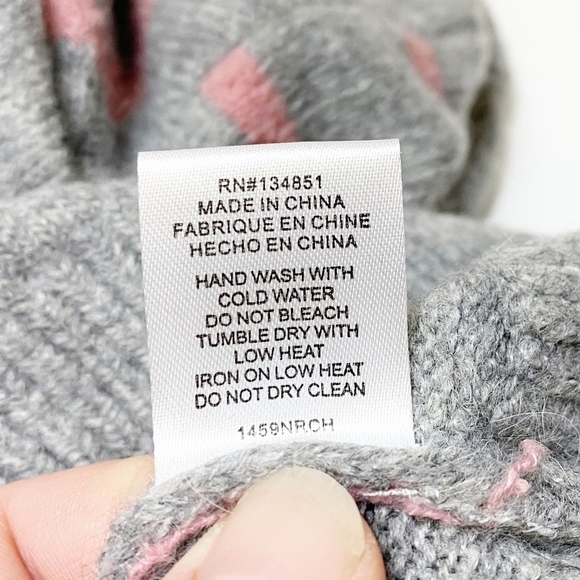 RN#134851
MADE IN CHINA
FABRIQUE EN CHINE
HECHO EN CHINA
HAND WASH WITH
COLD WATER
DO NOT BLEACH
TUMBLE DRY WITH
LOW HEAT
IRON ON LOW HEAT
DO NOT DRY CLEAN
1459NRCH